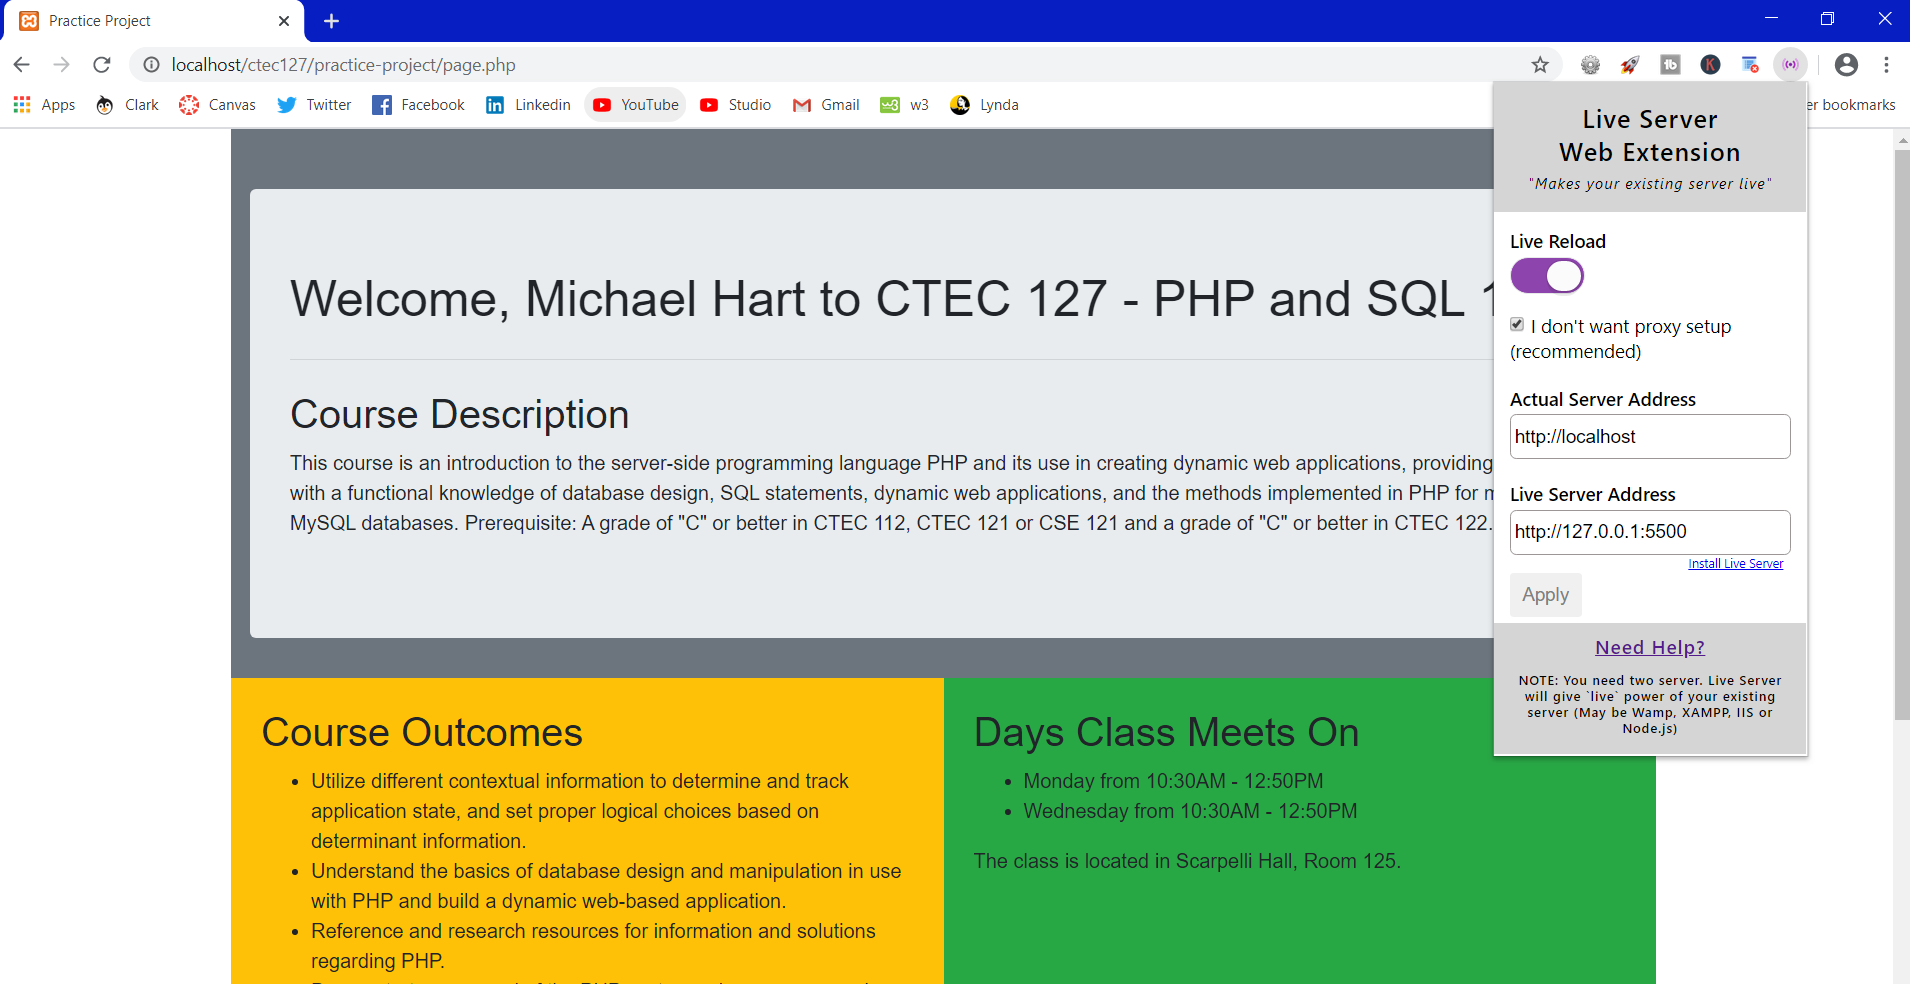 Practice Project
localhost/ctec127/practice-project/page.php
Apps Clark Canvas Twitter Facebook Linkedin YouTube Studio Gmail w3 Lynda er bookmarks
Live Server
Web Extension
"Makes your existing server live"
Live Reload
I don't want proxy setup
(recommended)
Actual Server Address
http://localhost
Live Server Address
http://127.0.0.1:5500
Install Live Server
Apply
Need Help?
NOTE: You need two server. Live Server
will give `live` power of your existing
server (May be Wamp, XAMPP, IIS or
Node.js)
Welcome, Michael Hart to CTEC 127 - PHP and SQL 1
Course Description
This course is an introduction to the server-side programming language PHP and its use in creating dynamic web applications, providing
with a functional knowledge of database design, SQL statements, dynamic web applications, and the methods implemented in PHP for
MySQL databases. Prerequisite: A grade of "C" or better in CTEC 112, CTEC 121 or CSE 121 and a grade of "C" or better in CTEC 122.
Course Outcomes
• Utilize different contextual information to determine and track
application state, and set proper logical choices based on
determinant information.
• Understand the basics of database design and manipulation in use
with PHP and build a dynamic web-based application.
• Reference and research resources for information and solutions
regarding PHP.
Days Class Meets On
• Monday from 10:30AM - 12:50PM
• Wednesday from 10:30AM - 12:50PM
The class is located in Scarpelli Hall, Room 125.